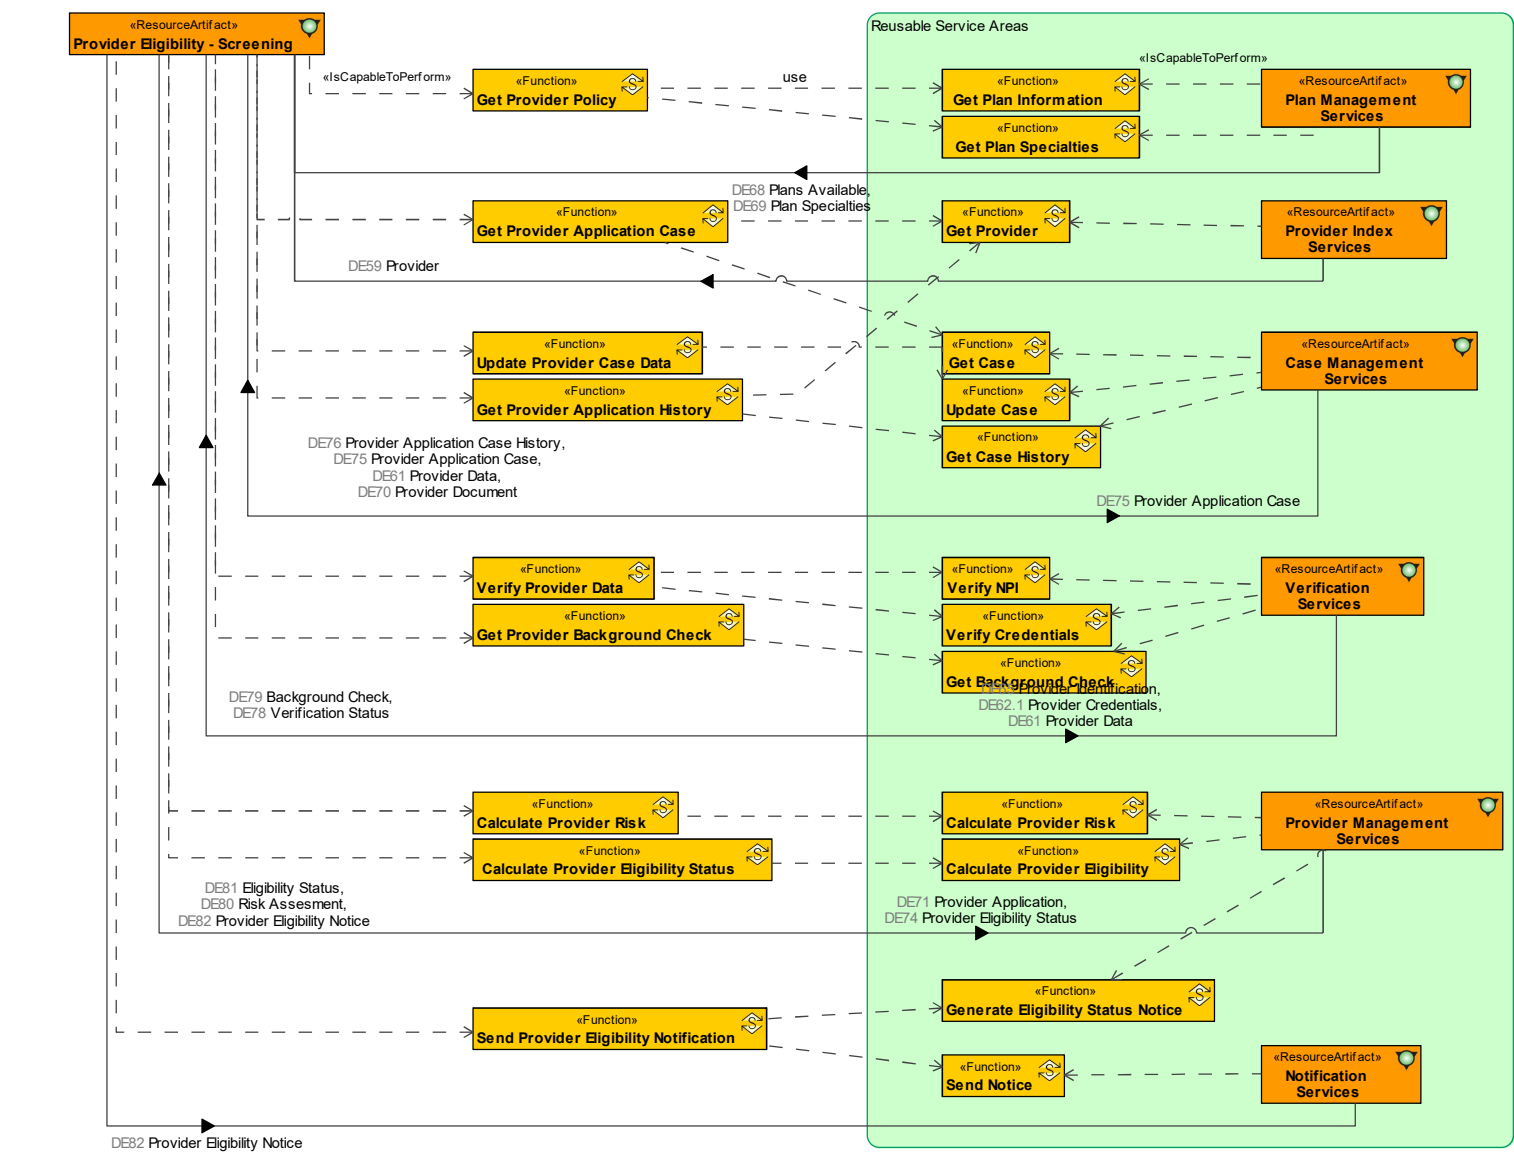 «ResourceArtifact»
Provider Eligibility - Screening
Reusable Service Areas
«IsCapableToPerform»
«Function»
Get Provider Policy
use
«Function»
Get Plan Information
«IsCapableToPerform»
«ResourceArtifact»
Plan Management
Services
«Function»
Get Plan Specialties
DE68 Plans Available,
DE69 Plan Specialties
«Function»
Get Provider Application Case
«Function»
Get Provider
«ResourceArtifact»
Provider Index
Services
DE59 Provider
«Function»
Update Provider Case Data
«Function»
Get Case
«ResourceArtifact»
Case Management
Services
«Function»
Get Provider Application History
«Function»
Update Case
«Function»
Get Case History
DE76 Provider Application Case History,
DE75 Provider Application Case,
DE61 Provider Data,
DE70 Provider Document
DE75 Provider Application Case
«Function»
Verify Provider Data
«Function»
Verify NPI
«ResourceArtifact»
Verification
Services
«Function»
Get Provider Background Check
«Function»
Verify Credentials
«Function»
Get Background Check
Provider Identification,
DE62.1 Provider Credentials,
DE61 Provider Data
DE79 Background Check,
DE78 Verification Status
«Function»
Calculate Provider Risk
«Function»
Calculate Provider Risk
«ResourceArtifact»
Provider Management
Services
«Function»
Calculate Provider Eligibility Status
«Function»
Calculate Provider Eligibility
DE81 Eligibility Status,
DE80 Risk Assesment,
DE82 Provider Eligibility Notice
DE71 Provider Application,
DE74 Provider Eligibility Status
«Function»
Generate Eligibility Status Notice
«Function»
Send Provider Eligibility Notification
«Function»
Send Notice
«ResourceArtifact»
Notification
Services
DE82 Provider Eligibility Notice